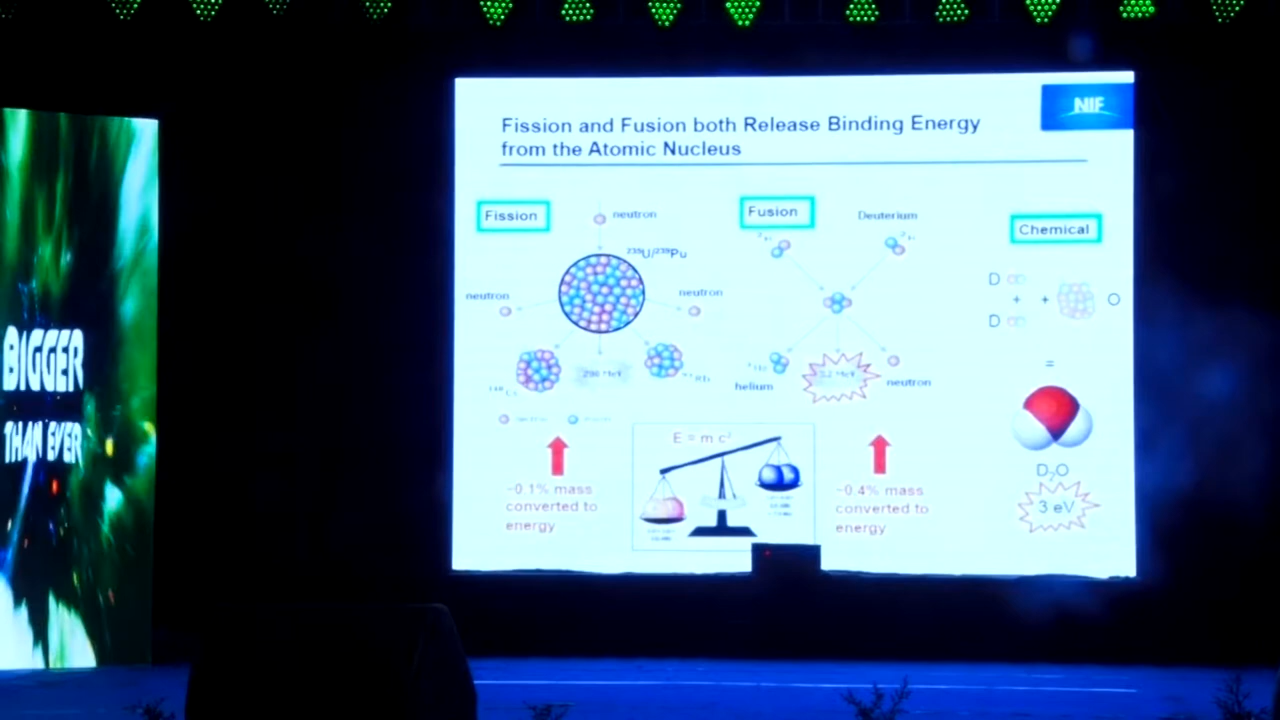 NIF
Fission and Fusion both Release Binding Energy
from the Atomic Nucleus
Fission
neutron
²³⁵U/²³⁹Pu
neutron
neutron
Fusion
Deuterium
helium
neutron
Chemical
D
+
+
O
D
=
D₂O
3 eV
E = m c²
~0.1% mass
converted to
energy
~0.4% mass
converted to
energy
BIGGER
THAN EVER